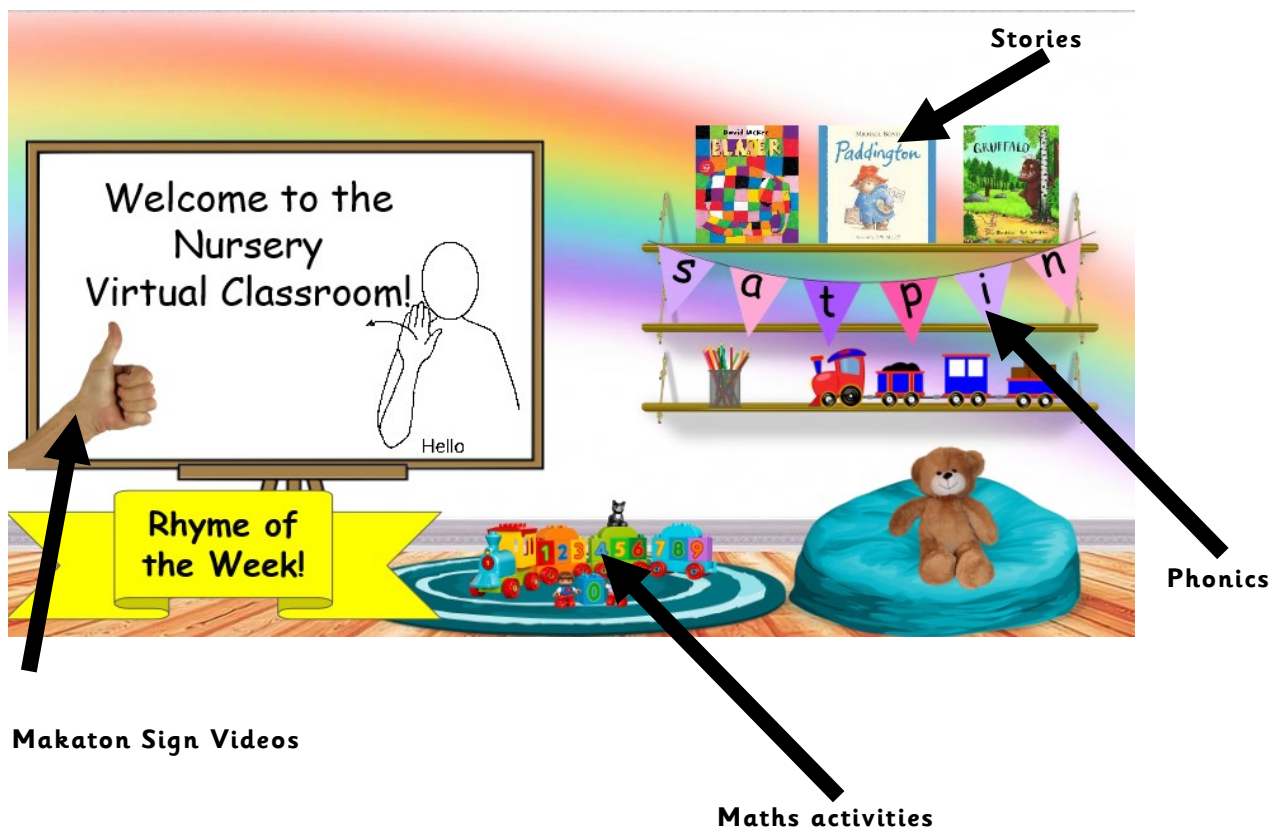 Stories
David McKee
ELMER
MICHAEL BOND
Paddington
GRUFFALO
Welcome to the
Nursery
Virtual Classroom!
s a t p i n
Hello
Rhyme of
the Week!
1 2 3 4 5 6 7 8 9
0
Phonics
Makaton Sign Videos
Maths activities